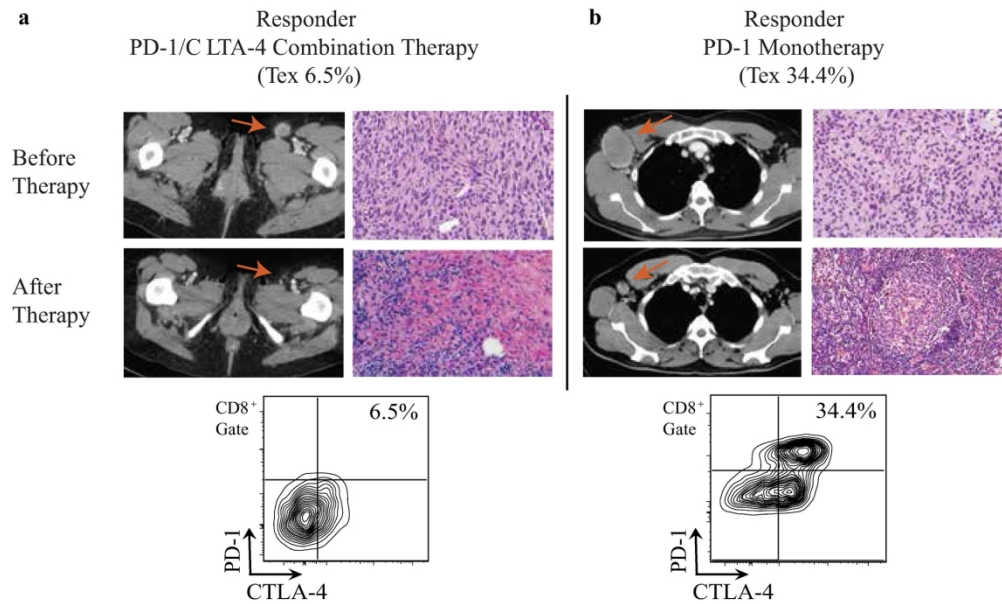 a
Responder
PD-1/C LTA-4 Combination Therapy
(Tex 6.5%)
b
Responder
PD-1 Monotherapy
(Tex 34.4%)
Before
Therapy
After
Therapy
CD8+
Gate
6.5%
PD-1
CTLA-4
CD8+
Gate
34.4%
PD-1
CTLA-4